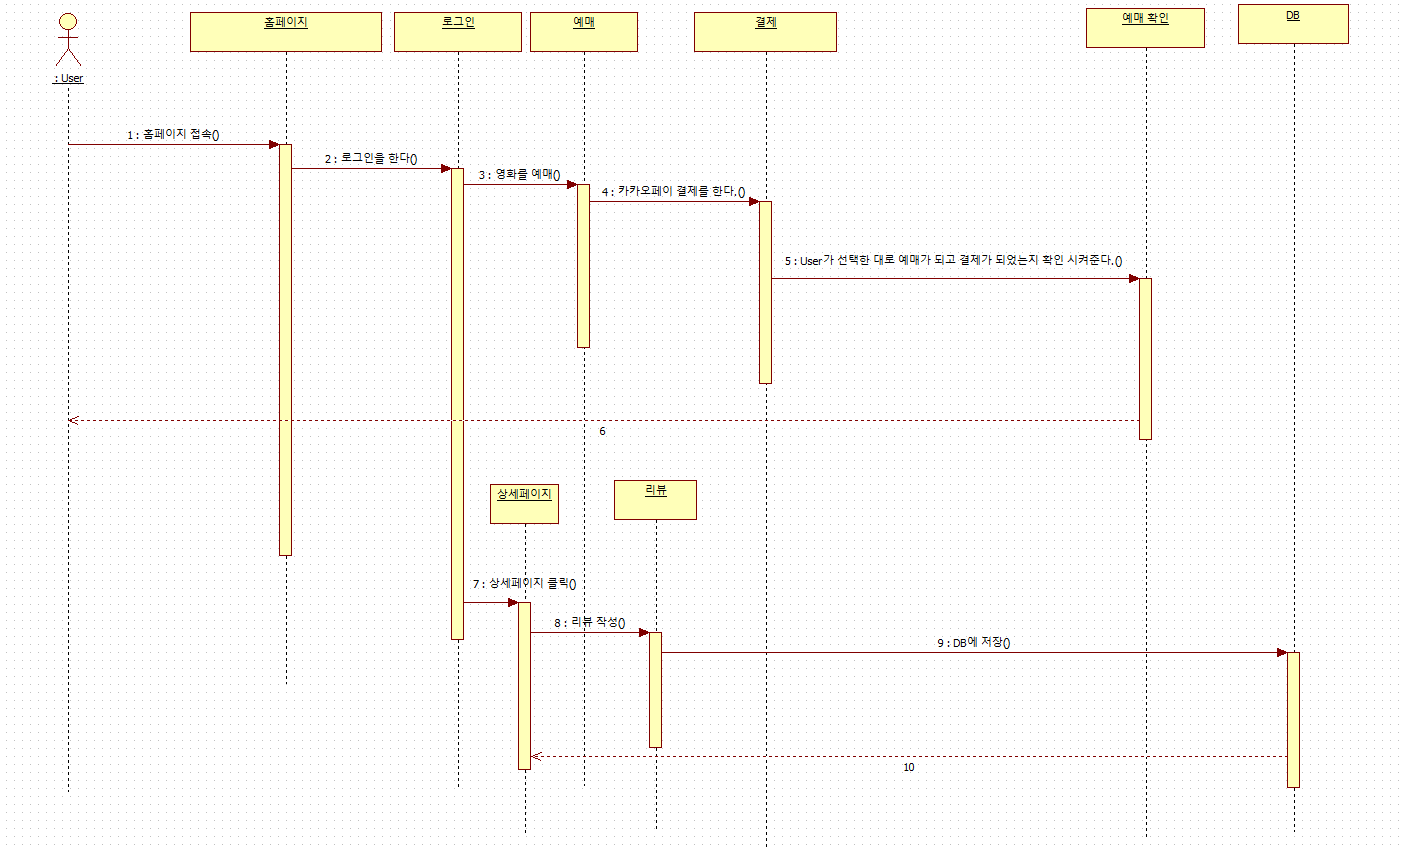 홈페이지
로그인
예매
결제
예매 확인
DB
: User
1 : 홈페이지 접속()
2 : 로그인을 한다()
3 : 영화를 예매()
4 : 카카오페이 결제를 한다.()
5 : User가 선택한 대로 예매가 되고 결제가 되었는지 확인 시켜준다.()
6
상세페이지
리뷰
7 : 상세페이지 클릭()
8 : 리뷰 작성()
9 : DB에 저장()
10